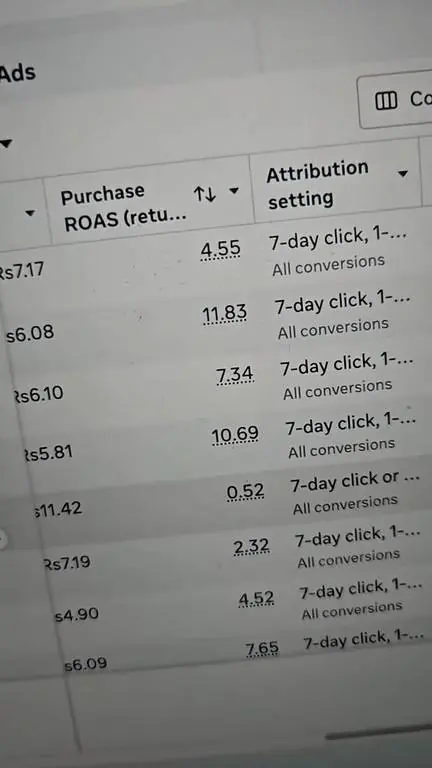 Ads
Co
Purchase
ROAS (retu...
Attribution
setting
Rs7.17
4.55
7-day click, 1-...
All conversions
s6.08
11.83
7-day click, 1-...
All conversions
Rs6.10
7.34
7-day click, 1-...
All conversions
Rs5.81
10.69
7-day click, 1-...
All conversions
s11.42
0.52
7-day click or ...
All conversions
Rs7.19
2.32
7-day click, 1-...
All conversions
s4.90
4.52
7-day click, 1-...
All conversions
s6.09
7.65
7-day click, 1-...